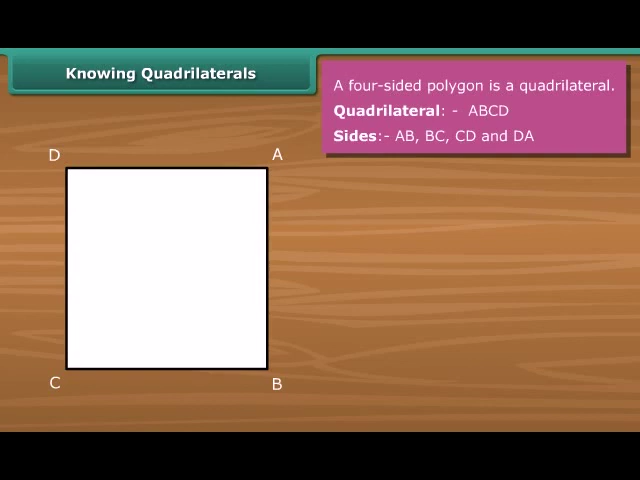 Knowing Quadrilaterals
A four-sided polygon is a quadrilateral.
Quadrilateral: - ABCD
Sides:- AB, BC, CD and DA
D A
C B